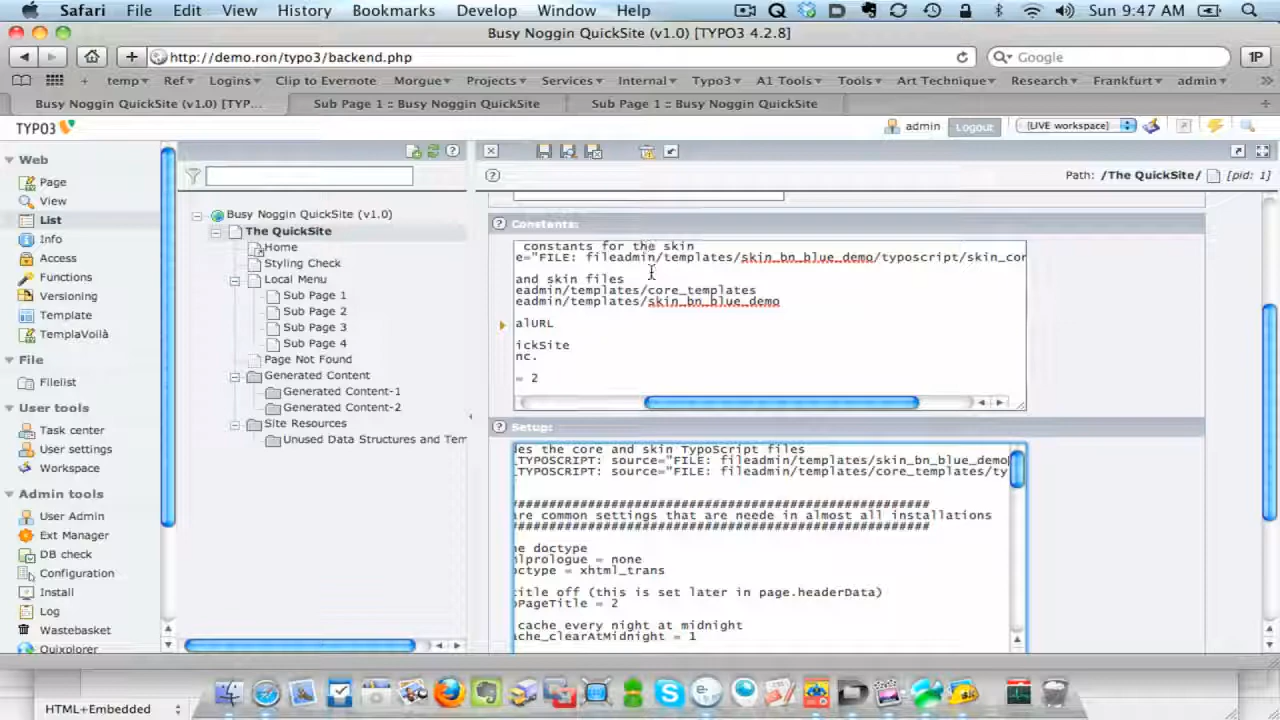 Safari File Edit View History Bookmarks Develop Window Help Sun 9:47 AM
Busy Noggin QuickSite (v1.0) [TYPO3 4.2.8]
http://demo.ron/typo3/backend.php
Google
1P
temp Ref Logins Clip to Evernote Morgue Projects Services Internal Typo3 A1 Tools Tools Art Technique Research Frankfurt admin
Busy Noggin QuickSite (v1.0) [TYP... Sub Page 1 :: Busy Noggin QuickSite Sub Page 1 :: Busy Noggin QuickSite
TYPO3
admin Logout [LIVE workspace]
Path: /The QuickSite/ [pid: 1]
Web
Page
View
List
Info
Access
Functions
Versioning
Template
TemplaVoilà
File
Filelist
User tools
Task center
User settings
Workspace
Admin tools
User Admin
Ext Manager
DB check
Configuration
Install
Log
Wastebasket
Quixplorer
Busy Noggin QuickSite (v1.0)
The QuickSite
Home
Styling Check
Local Menu
Sub Page 1
Sub Page 2
Sub Page 3
Sub Page 4
Page Not Found
Generated Content
Generated Content-1
Generated Content-2
Site Resources
Unused Data Structures and Tem
Constants:
constants for the skin
e="FILE: fileadmin/templates/skin_bn_blue_demo/typoscript/skin_cor
and skin files
eadmin/templates/core_templates
eadmin/templates/skin_bn_blue_demo
alURL
ickSite
nc.
= 2
Setup:
des the core and skin TypoScript files
_TYPOSCRIPT: source="FILE: fileadmin/templates/skin_bn_blue_demo
_TYPOSCRIPT: source="FILE: fileadmin/templates/core_templates/ty
######################################################
are common settings that are neede in almost all installations
######################################################
he doctype
mlprologue = none
octype = xhtml_trans
title off (this is set later in page.headerData)
oPageTitle = 2
cache every night at midnight
ache_clearAtMidnight = 1
HTML+Embedded